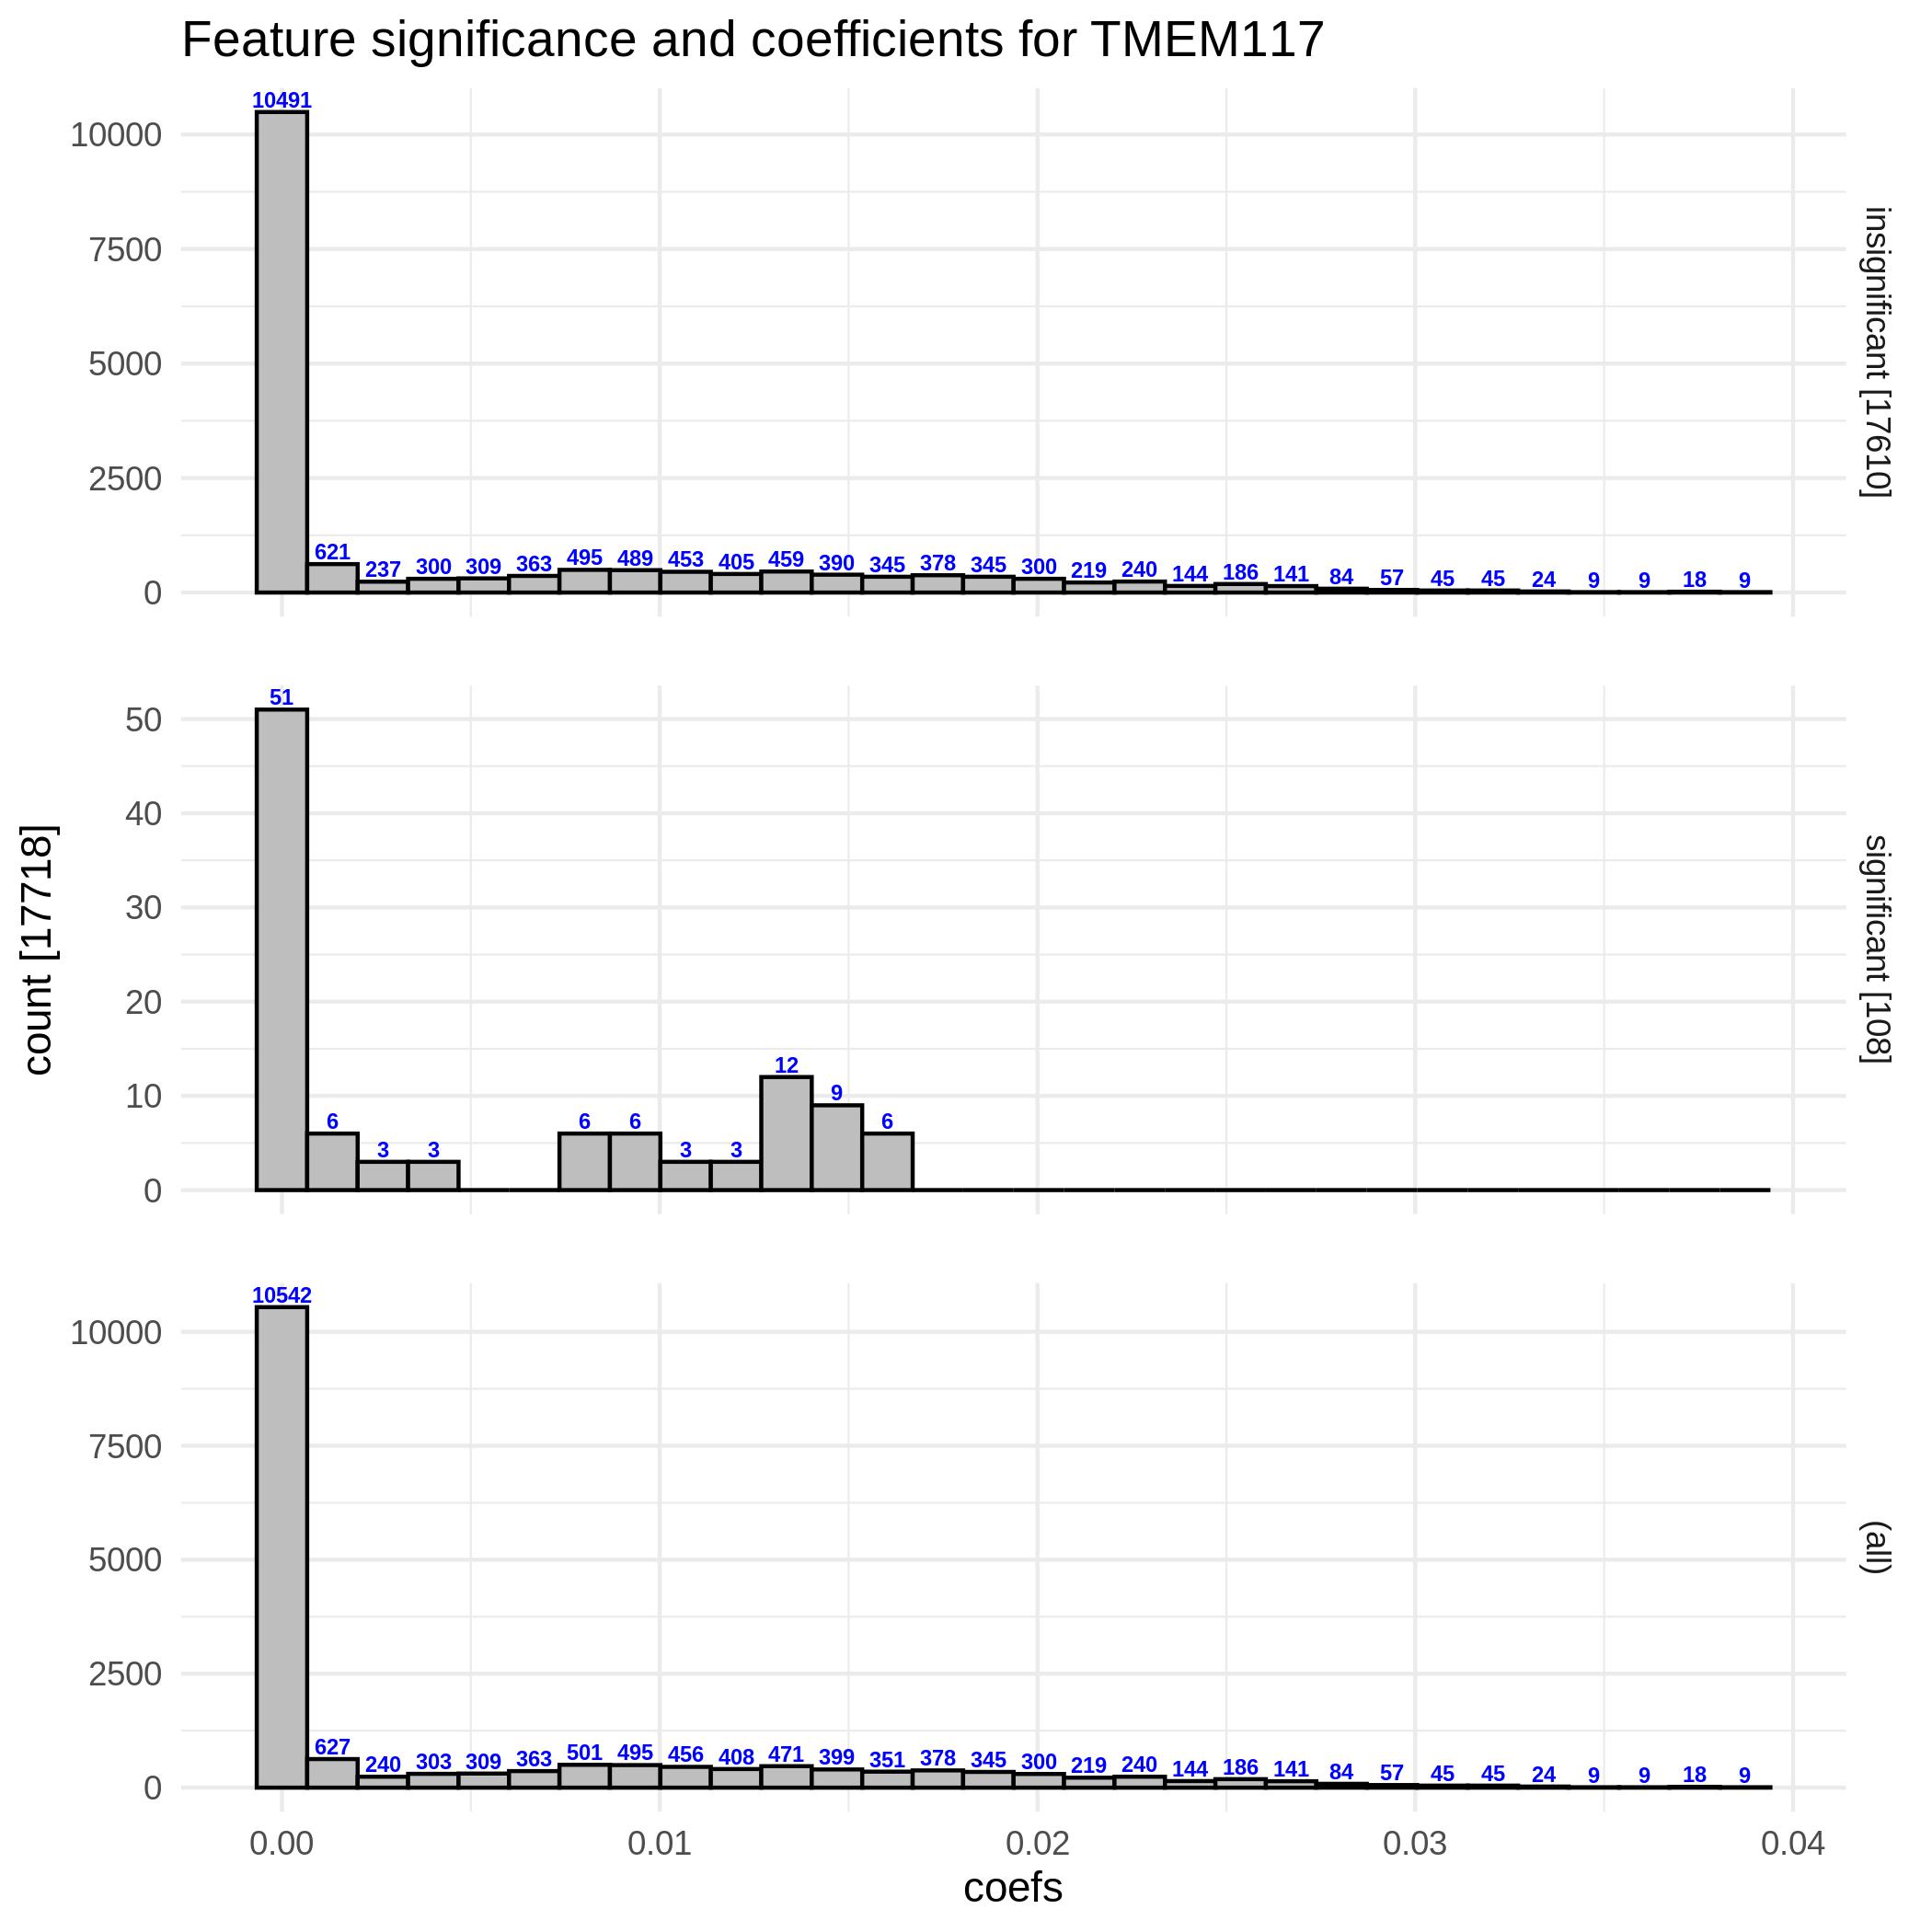 Feature significance and coefficients for TMEM117
10491
10000
7500
5000
2500
0
621 237 300 309 363 495 489 453 405 459 390 345 378 345 300 219 240 144 186 141 84 57 45 45 24 9 9 18 9
insignificant [17610]
51
50
40
30
20
10
0
6 3 3 6 6 3 3 12 9 6
significant [108]
count [17718]
10542
10000
7500
5000
2500
0
627 240 303 309 363 501 495 456 408 471 399 351 378 345 300 219 240 144 186 141 84 57 45 45 24 9 9 18 9
(all)
0.00 0.01 0.02 0.03 0.04
coefs